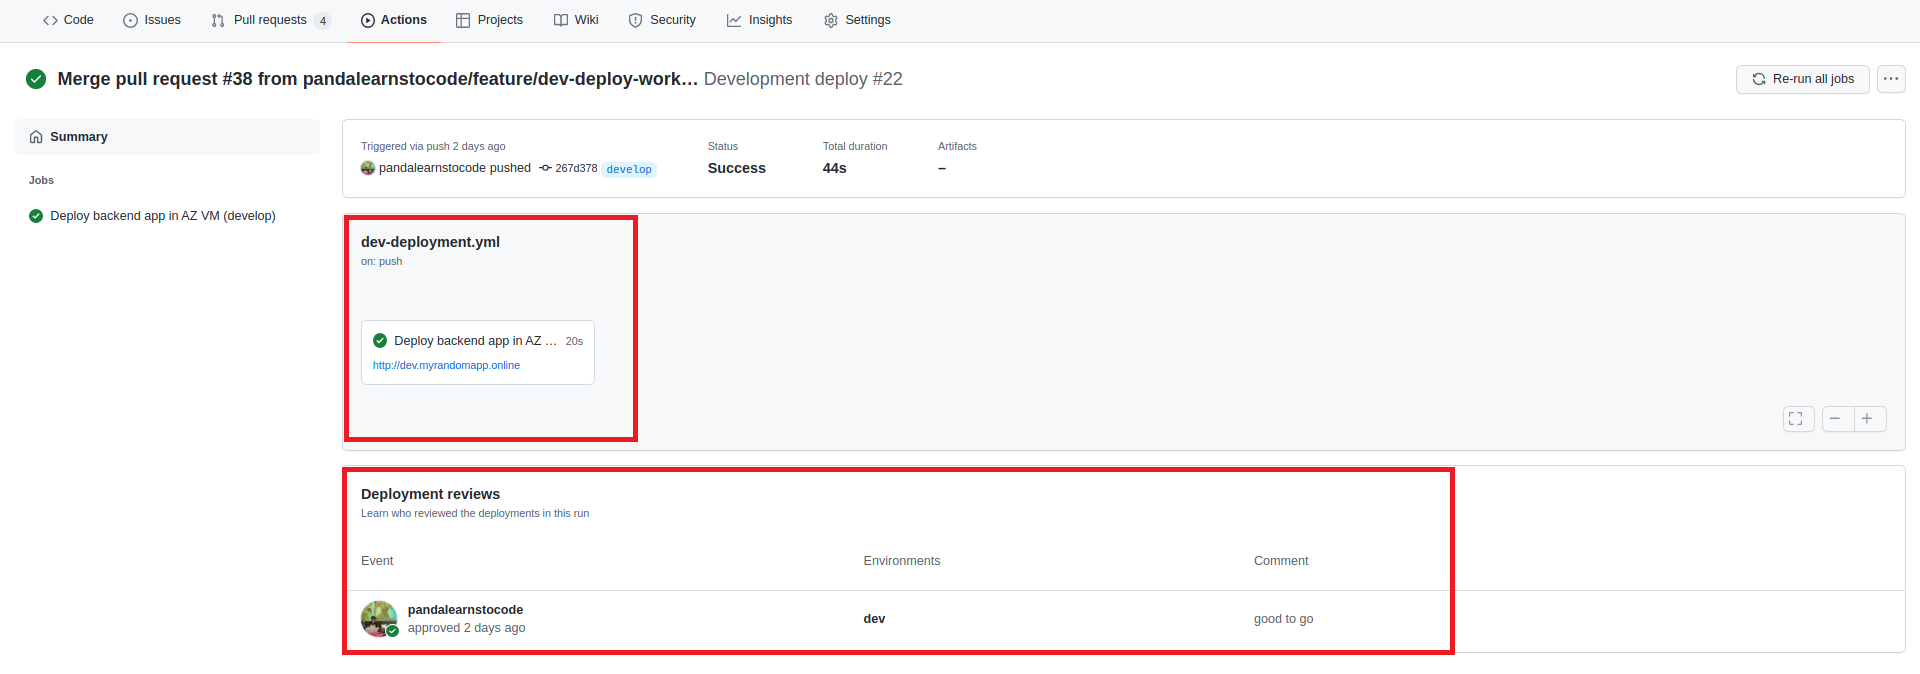 Code Issues Pull requests 4 Actions Projects Wiki Security Insights Settings
Merge pull request #38 from pandalearnstocode/feature/dev-deploy-work… Development deploy #22
Re-run all jobs
Summary
Jobs
Deploy backend app in AZ VM (develop)
Triggered via push 2 days ago
pandalearnstocode pushed 267d378 develop
Status
Success
Total duration
44s
Artifacts
–
dev-deployment.yml
on: push
Deploy backend app in AZ … 20s
http://dev.myrandomapp.online
Deployment reviews
Learn who reviewed the deployments in this run
Event Environments Comment
pandalearnstocode
approved 2 days ago
dev
good to go